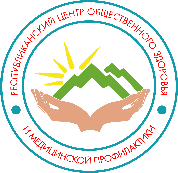 РЕСПУБЛИКАНСКИЙ ЦЕНТР ОБЩЕСТВЕННОГО ЗДОРОВЬЯ
И МЕДИЦИНСКОЙ ПРОФИЛАКТИКИ